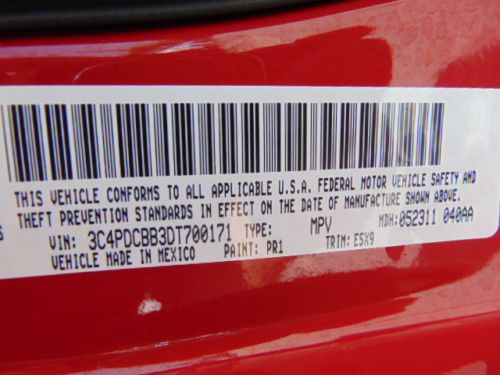 THIS VEHICLE CONFORMS TO ALL APPLICABLE U.S.A. FEDERAL MOTOR VEHICLE SAFETY AND
THEFT PREVENTION STANDARDS IN EFFECT ON THE DATE OF MANUFACTURE SHOWN ABOVE.
VIN: 3C4PDCBB3DT700171 TYPE: MPV MDH:052311 040AA
VEHICLE MADE IN MEXICO PAINT: PR1 TRIM: E5X9